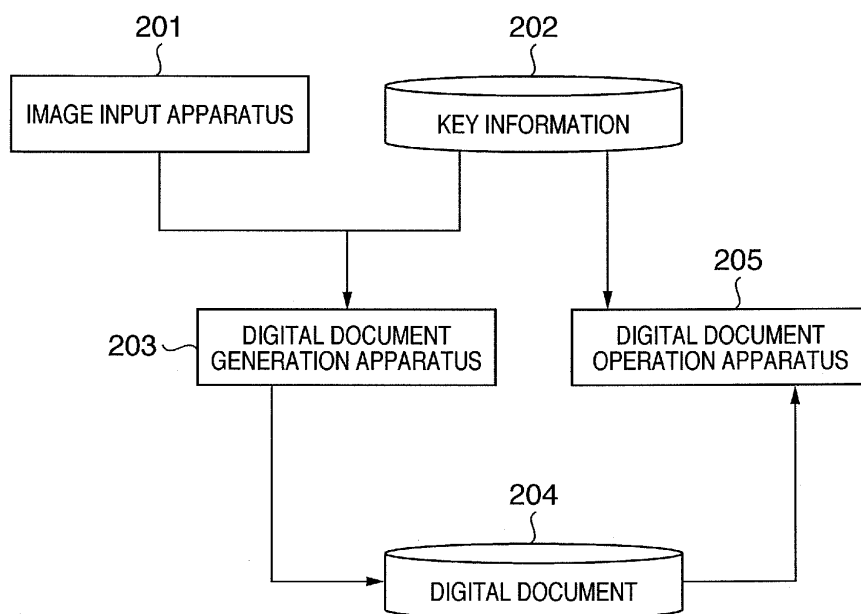 201
202
IMAGE INPUT APPARATUS
KEY INFORMATION
205
203
DIGITAL DOCUMENT
GENERATION APPARATUS
DIGITAL DOCUMENT
OPERATION APPARATUS
204
DIGITAL DOCUMENT